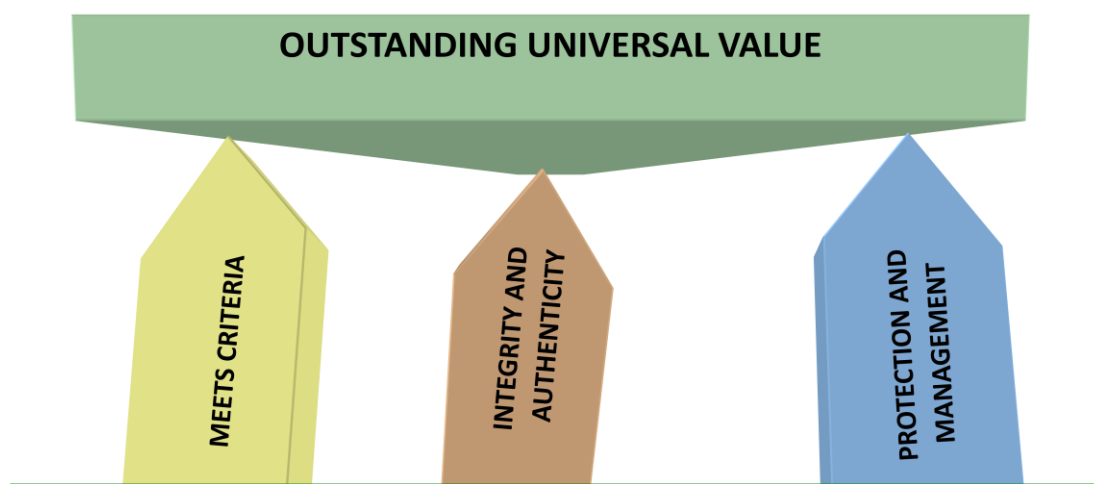 OUTSTANDING UNIVERSAL VALUE
MEETS CRITERIA
INTEGRITY AND
AUTHENTICITY
PROTECTION AND
MANAGEMENT